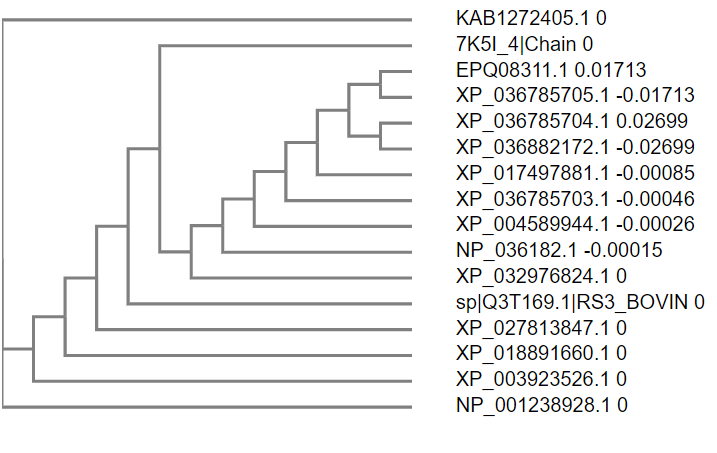 KAB1272405.1 0
7K5I_4|Chain 0
EPQ08311.1 0.01713
XP_036785705.1 -0.01713
XP_036785704.1 0.02699
XP_036882172.1 -0.02699
XP_017497881.1 -0.00085
XP_036785703.1 -0.00046
XP_004589944.1 -0.00026
NP_036182.1 -0.00015
XP_032976824.1 0
sp|Q3T169.1|RS3_BOVIN 0
XP_027813847.1 0
XP_018891660.1 0
XP_003923526.1 0
NP_001238928.1 0